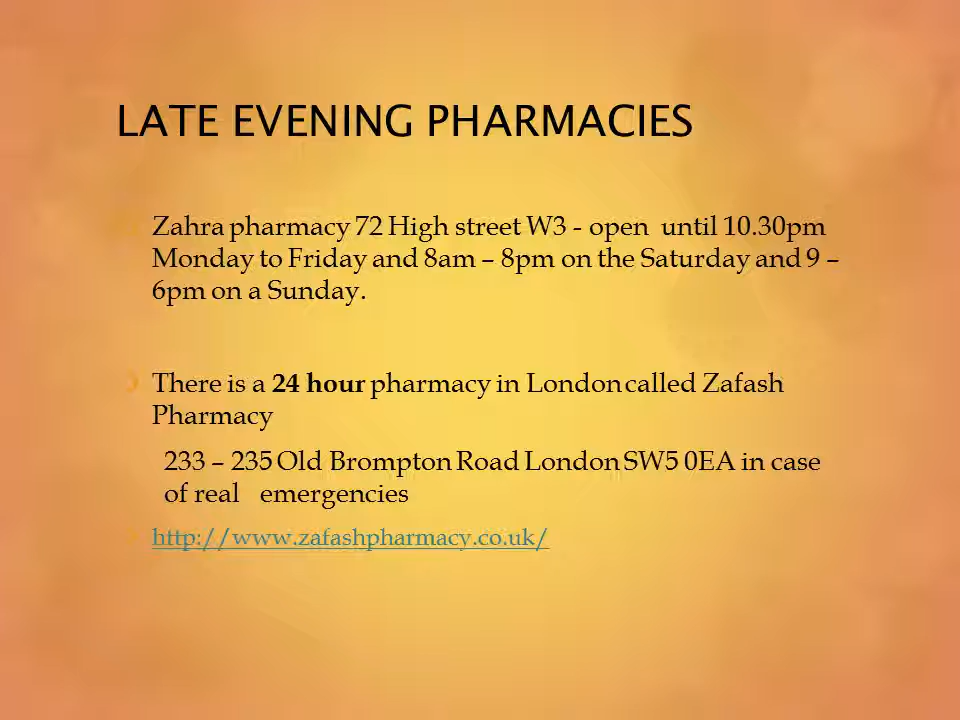 LATE EVENING PHARMACIES
Zahra pharmacy 72 High street W3 - open  until 10.30pm
Monday to Friday and 8am – 8pm on the Saturday and 9 –
6pm on a Sunday.
There is a 24 hour pharmacy in London called Zafash
Pharmacy
233 – 235 Old Brompton Road London SW5 0EA in case
of real   emergencies
http://www.zafashpharmacy.co.uk/